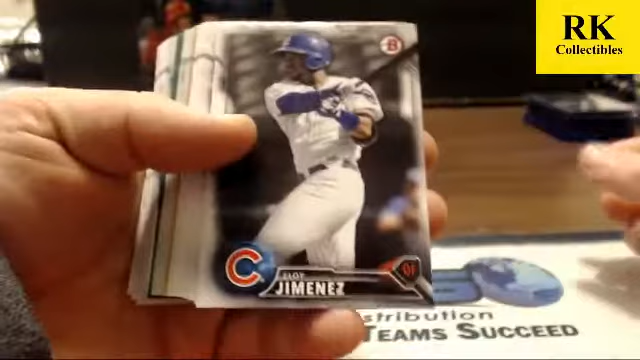 RK
Collectibles
B
C
ELOY
JIMENEZ
OF
stribution
TEAMS SUCCEED